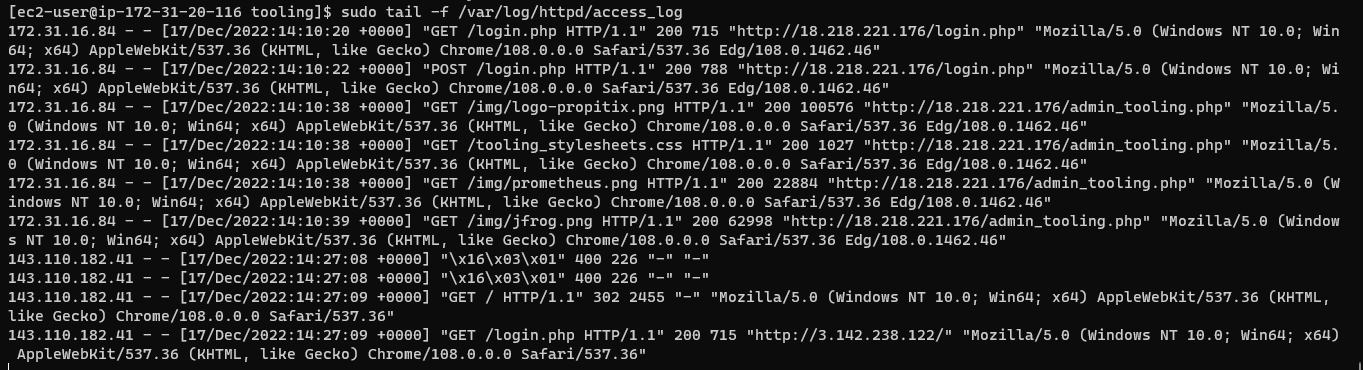 [ec2-user@ip-172-31-20-116 tooling]$ sudo tail -f /var/log/httpd/access_log
172.31.16.84 - - [17/Dec/2022:14:10:20 +0000] "GET /login.php HTTP/1.1" 200 715 "http://18.218.221.176/login.php" "Mozilla/5.0 (Windows NT 10.0; Win
64; x64) AppleWebKit/537.36 (KHTML, like Gecko) Chrome/108.0.0.0 Safari/537.36 Edg/108.0.1462.46"
172.31.16.84 - - [17/Dec/2022:14:10:22 +0000] "POST /login.php HTTP/1.1" 200 788 "http://18.218.221.176/login.php" "Mozilla/5.0 (Windows NT 10.0; Wi
n64; x64) AppleWebKit/537.36 (KHTML, like Gecko) Chrome/108.0.0.0 Safari/537.36 Edg/108.0.1462.46"
172.31.16.84 - - [17/Dec/2022:14:10:38 +0000] "GET /img/logo-propitix.png HTTP/1.1" 200 100576 "http://18.218.221.176/admin_tooling.php" "Mozilla/5.
0 (Windows NT 10.0; Win64; x64) AppleWebKit/537.36 (KHTML, like Gecko) Chrome/108.0.0.0 Safari/537.36 Edg/108.0.1462.46"
172.31.16.84 - - [17/Dec/2022:14:10:38 +0000] "GET /tooling_stylesheets.css HTTP/1.1" 200 1027 "http://18.218.221.176/admin_tooling.php" "Mozilla/5.
0 (Windows NT 10.0; Win64; x64) AppleWebKit/537.36 (KHTML, like Gecko) Chrome/108.0.0.0 Safari/537.36 Edg/108.0.1462.46"
172.31.16.84 - - [17/Dec/2022:14:10:38 +0000] "GET /img/prometheus.png HTTP/1.1" 200 22884 "http://18.218.221.176/admin_tooling.php" "Mozilla/5.0 (W
indows NT 10.0; Win64; x64) AppleWebKit/537.36 (KHTML, like Gecko) Chrome/108.0.0.0 Safari/537.36 Edg/108.0.1462.46"
172.31.16.84 - - [17/Dec/2022:14:10:39 +0000] "GET /img/jfrog.png HTTP/1.1" 200 62998 "http://18.218.221.176/admin_tooling.php" "Mozilla/5.0 (Window
s NT 10.0; Win64; x64) AppleWebKit/537.36 (KHTML, like Gecko) Chrome/108.0.0.0 Safari/537.36 Edg/108.0.1462.46"
143.110.182.41 - - [17/Dec/2022:14:27:08 +0000] "\x16\x03\x01" 400 226 "-" "-"
143.110.182.41 - - [17/Dec/2022:14:27:08 +0000] "\x16\x03\x01" 400 226 "-" "-"
143.110.182.41 - - [17/Dec/2022:14:27:09 +0000] "GET / HTTP/1.1" 302 2455 "-" "Mozilla/5.0 (Windows NT 10.0; Win64; x64) AppleWebKit/537.36 (KHTML,
like Gecko) Chrome/108.0.0.0 Safari/537.36"
143.110.182.41 - - [17/Dec/2022:14:27:09 +0000] "GET /login.php HTTP/1.1" 200 715 "http://3.142.238.122/" "Mozilla/5.0 (Windows NT 10.0; Win64; x64)
AppleWebKit/537.36 (KHTML, like Gecko) Chrome/108.0.0.0 Safari/537.36"